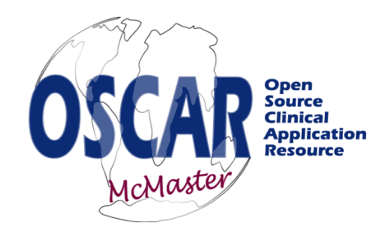 OSCAR
McMaster
Open
Source
Clinical
Application
Resource